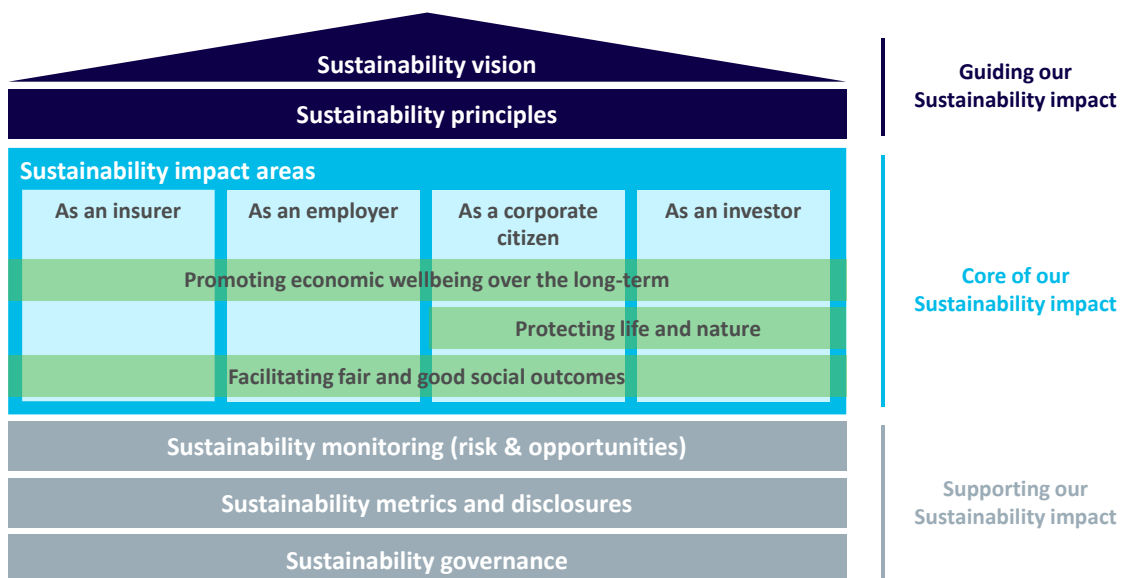 Sustainability vision
Sustainability principles
Guiding our
Sustainability impact
Sustainability impact areas
As an insurer
As an employer
As a corporate
citizen
As an investor
Promoting economic wellbeing over the long-term
Protecting life and nature
Facilitating fair and good social outcomes
Core of our
Sustainability impact
Sustainability monitoring (risk & opportunities)
Sustainability metrics and disclosures
Sustainability governance
Supporting our
Sustainability impact